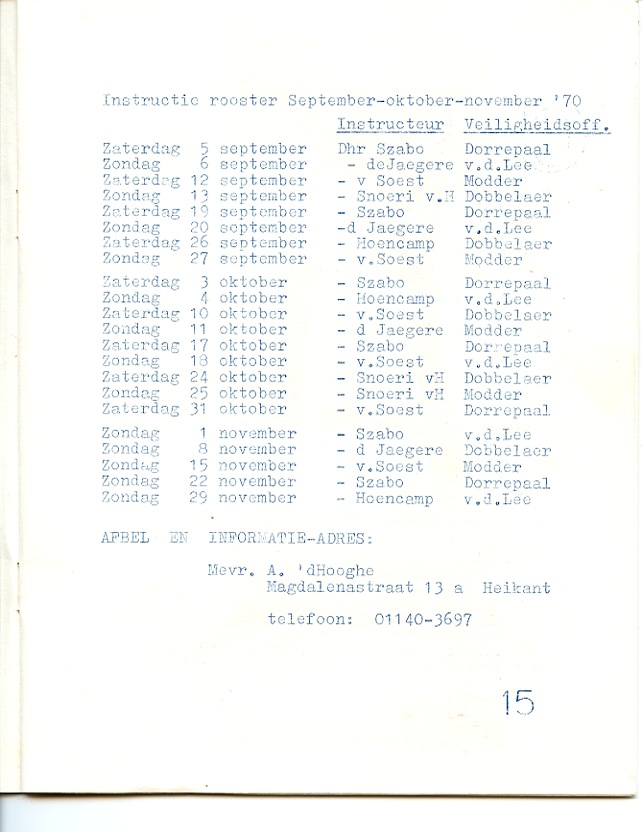 Instructie rooster September-oktober-november '70
Instructeur Veiligheidsoff.
Zaterdag 5 september Dhr Szabo Dorrepaal
Zondag 6 september - deJaegere v.d.Lee
Zaterdag 12 september - v Soest Modder
Zondag 13 september - Snoeri v.H Dobbelaer
Zaterdag 19 september - Szabo Dorrepaal
Zondag 20 september -d Jaegere v.d.Lee
Zaterdag 26 september - Hoencamp Dobbelaer
Zondag 27 september - v.Soest Modder
Zaterdag 3 oktober - Szabo Dorrepaal
Zondag 4 oktober - Hoencamp v.d.Lee
Zaterdag 10 oktober - v.Soest Dobbelaer
Zondag 11 oktober - d Jaegere Modder
Zaterdag 17 oktober - Szabo Dorrepaal
Zondag 18 oktober - v.Soest v.d.Lee
Zaterdag 24 oktober - Snoeri vH Dobbelaer
Zondag 25 oktober - Snoeri vH Modder
Zaterdag 31 oktober - v.Soest Dorrepaal
Zondag 1 november - Szabo v.d.Lee
Zondag 8 november - d Jaegere Dobbelaer
Zondag 15 november - v.Soest Modder
Zondag 22 november - Szabo Dorrepaal
Zondag 29 november - Hoencamp v.d.Lee
AFBEL EN INFORMATIE-ADRES:
Mevr. A. 'dHooghe
Magdalenastraat 13 a Heikant
telefoon: 01140-3697
15